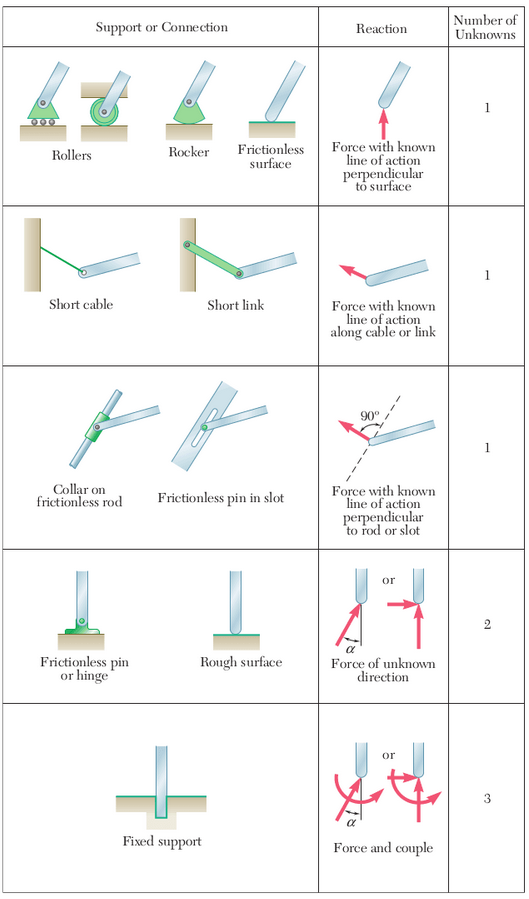 Support or Connection
Reaction
Number of
Unknowns
Rollers
Rocker
Frictionless
surface
Force with known
line of action
perpendicular
to surface
1
Short cable
Short link
Force with known
line of action
along cable or link
1
Collar on
frictionless rod
Frictionless pin in slot
90º
Force with known
line of action
perpendicular
to rod or slot
1
Frictionless pin
or hinge
Rough surface
or
α
Force of unknown
direction
2
Fixed support
or
α
Force and couple
3